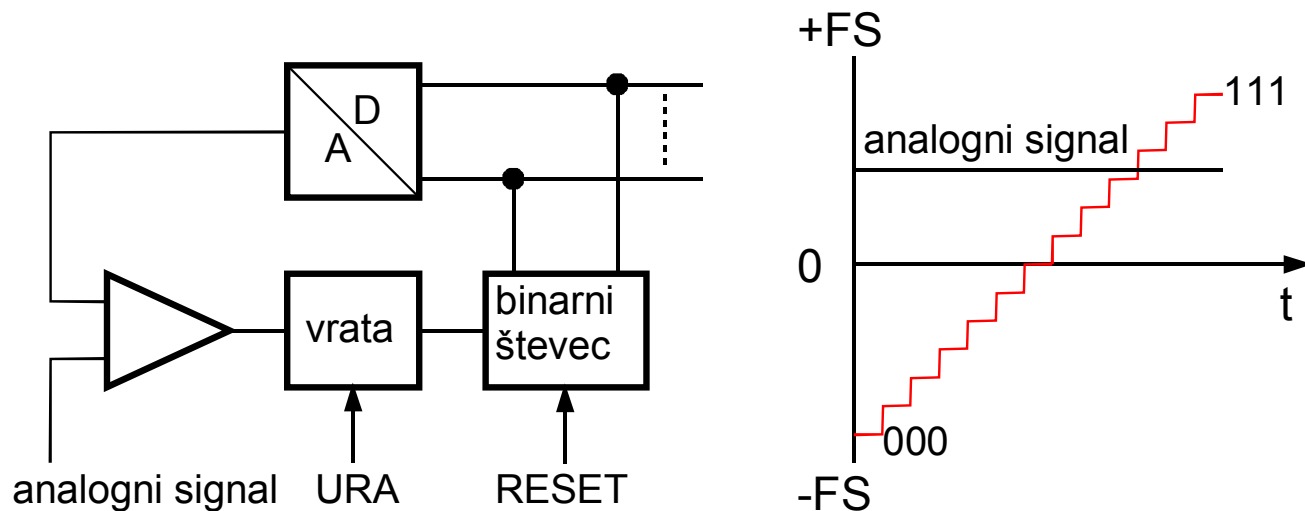 D
A
vrata
binarni
števec
analogni signal
URA
RESET
+FS
111
analogni signal
0
t
000
-FS